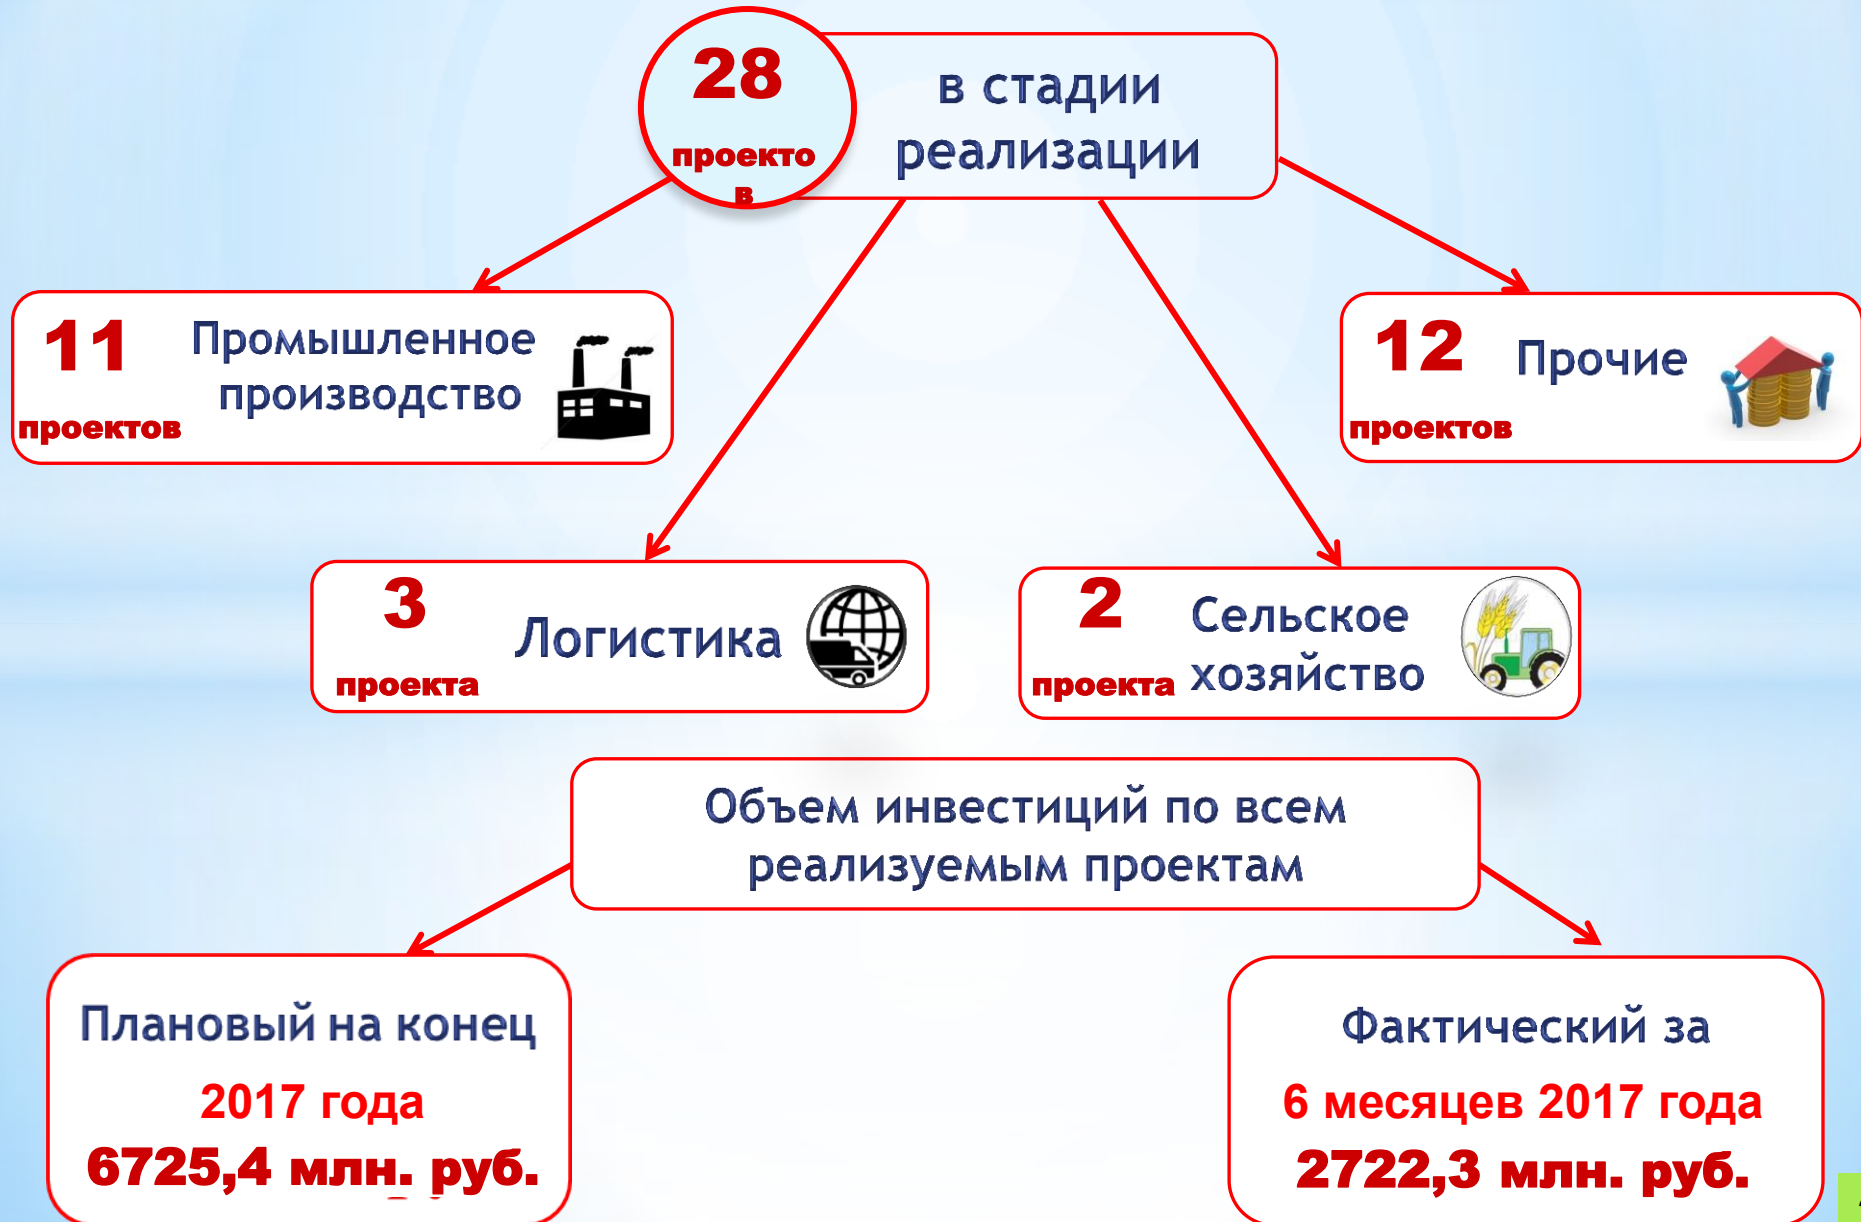 28
проекто
в
в стадии
реализации
11
проектов
Промышленное
производство
12
проектов
Прочие
3
проекта
Логистика
2
проекта
Сельское
хозяйство
Объем инвестиций по всем
реализуемым проектам
Плановый на конец
2017 года
6725,4 млн. руб.
Фактический за
6 месяцев 2017 года
2722,3 млн. руб.